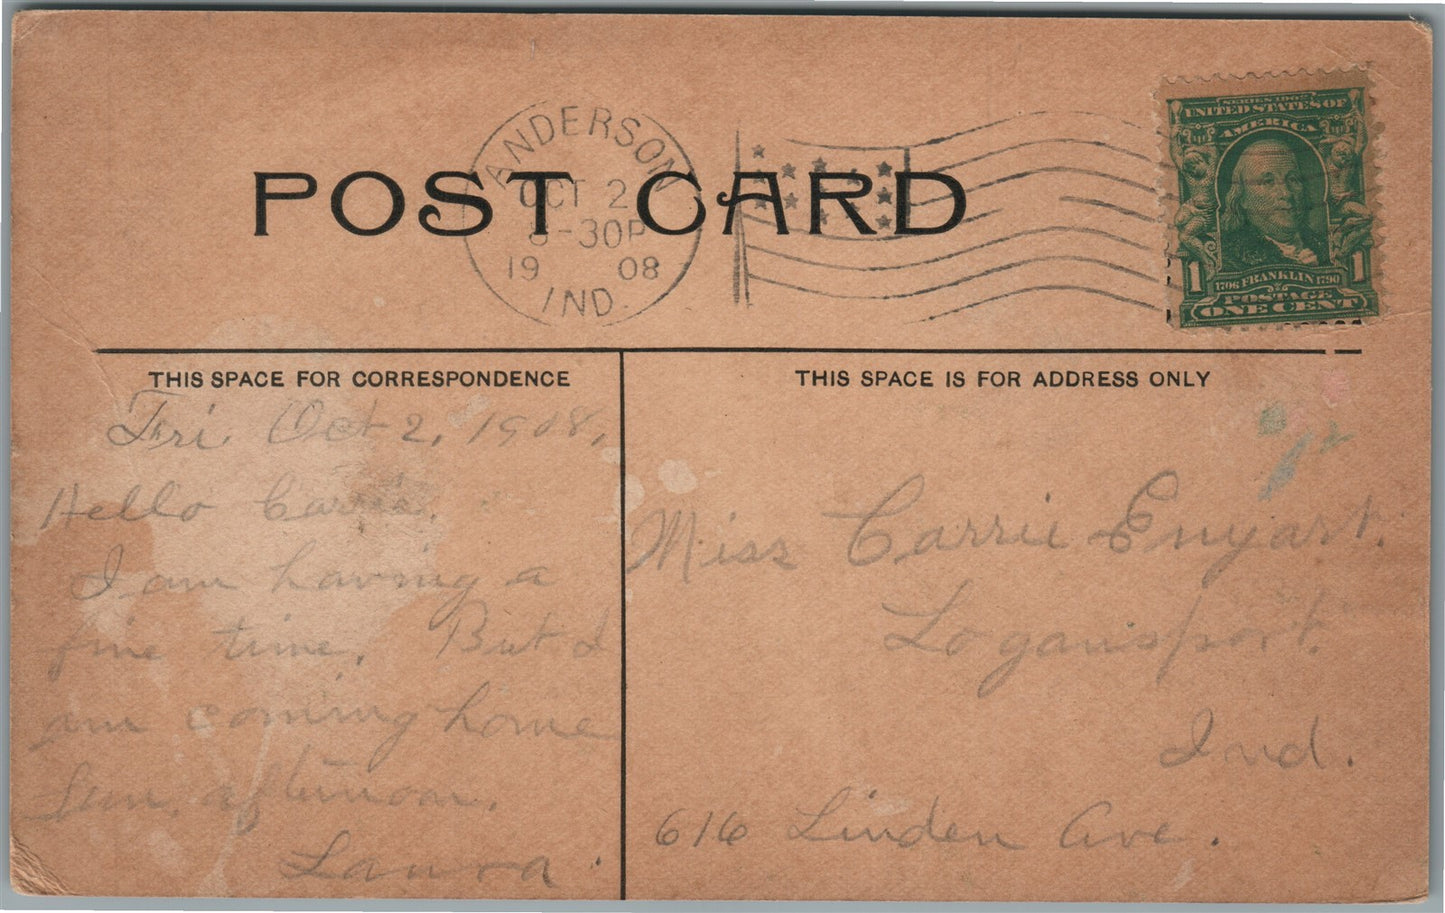 POST CARD
ANDERSON
OCT 2
8-30P
19 08
IND.
SERIES 1902
UNITED STATES OF
AMERICA
1706 FRANKLIN 1790
POSTAGE
1 ONE CENT 1
THIS SPACE FOR CORRESPONDENCE
Fri. Oct 2, 1908.
Hello Carrie.
I am having a
fine time. But I
am coming home
Sun. afternoon.
Laura.
THIS SPACE IS FOR ADDRESS ONLY
Miss Carrie Enyart.
Logansport.
Ind.
616 Linden Ave.